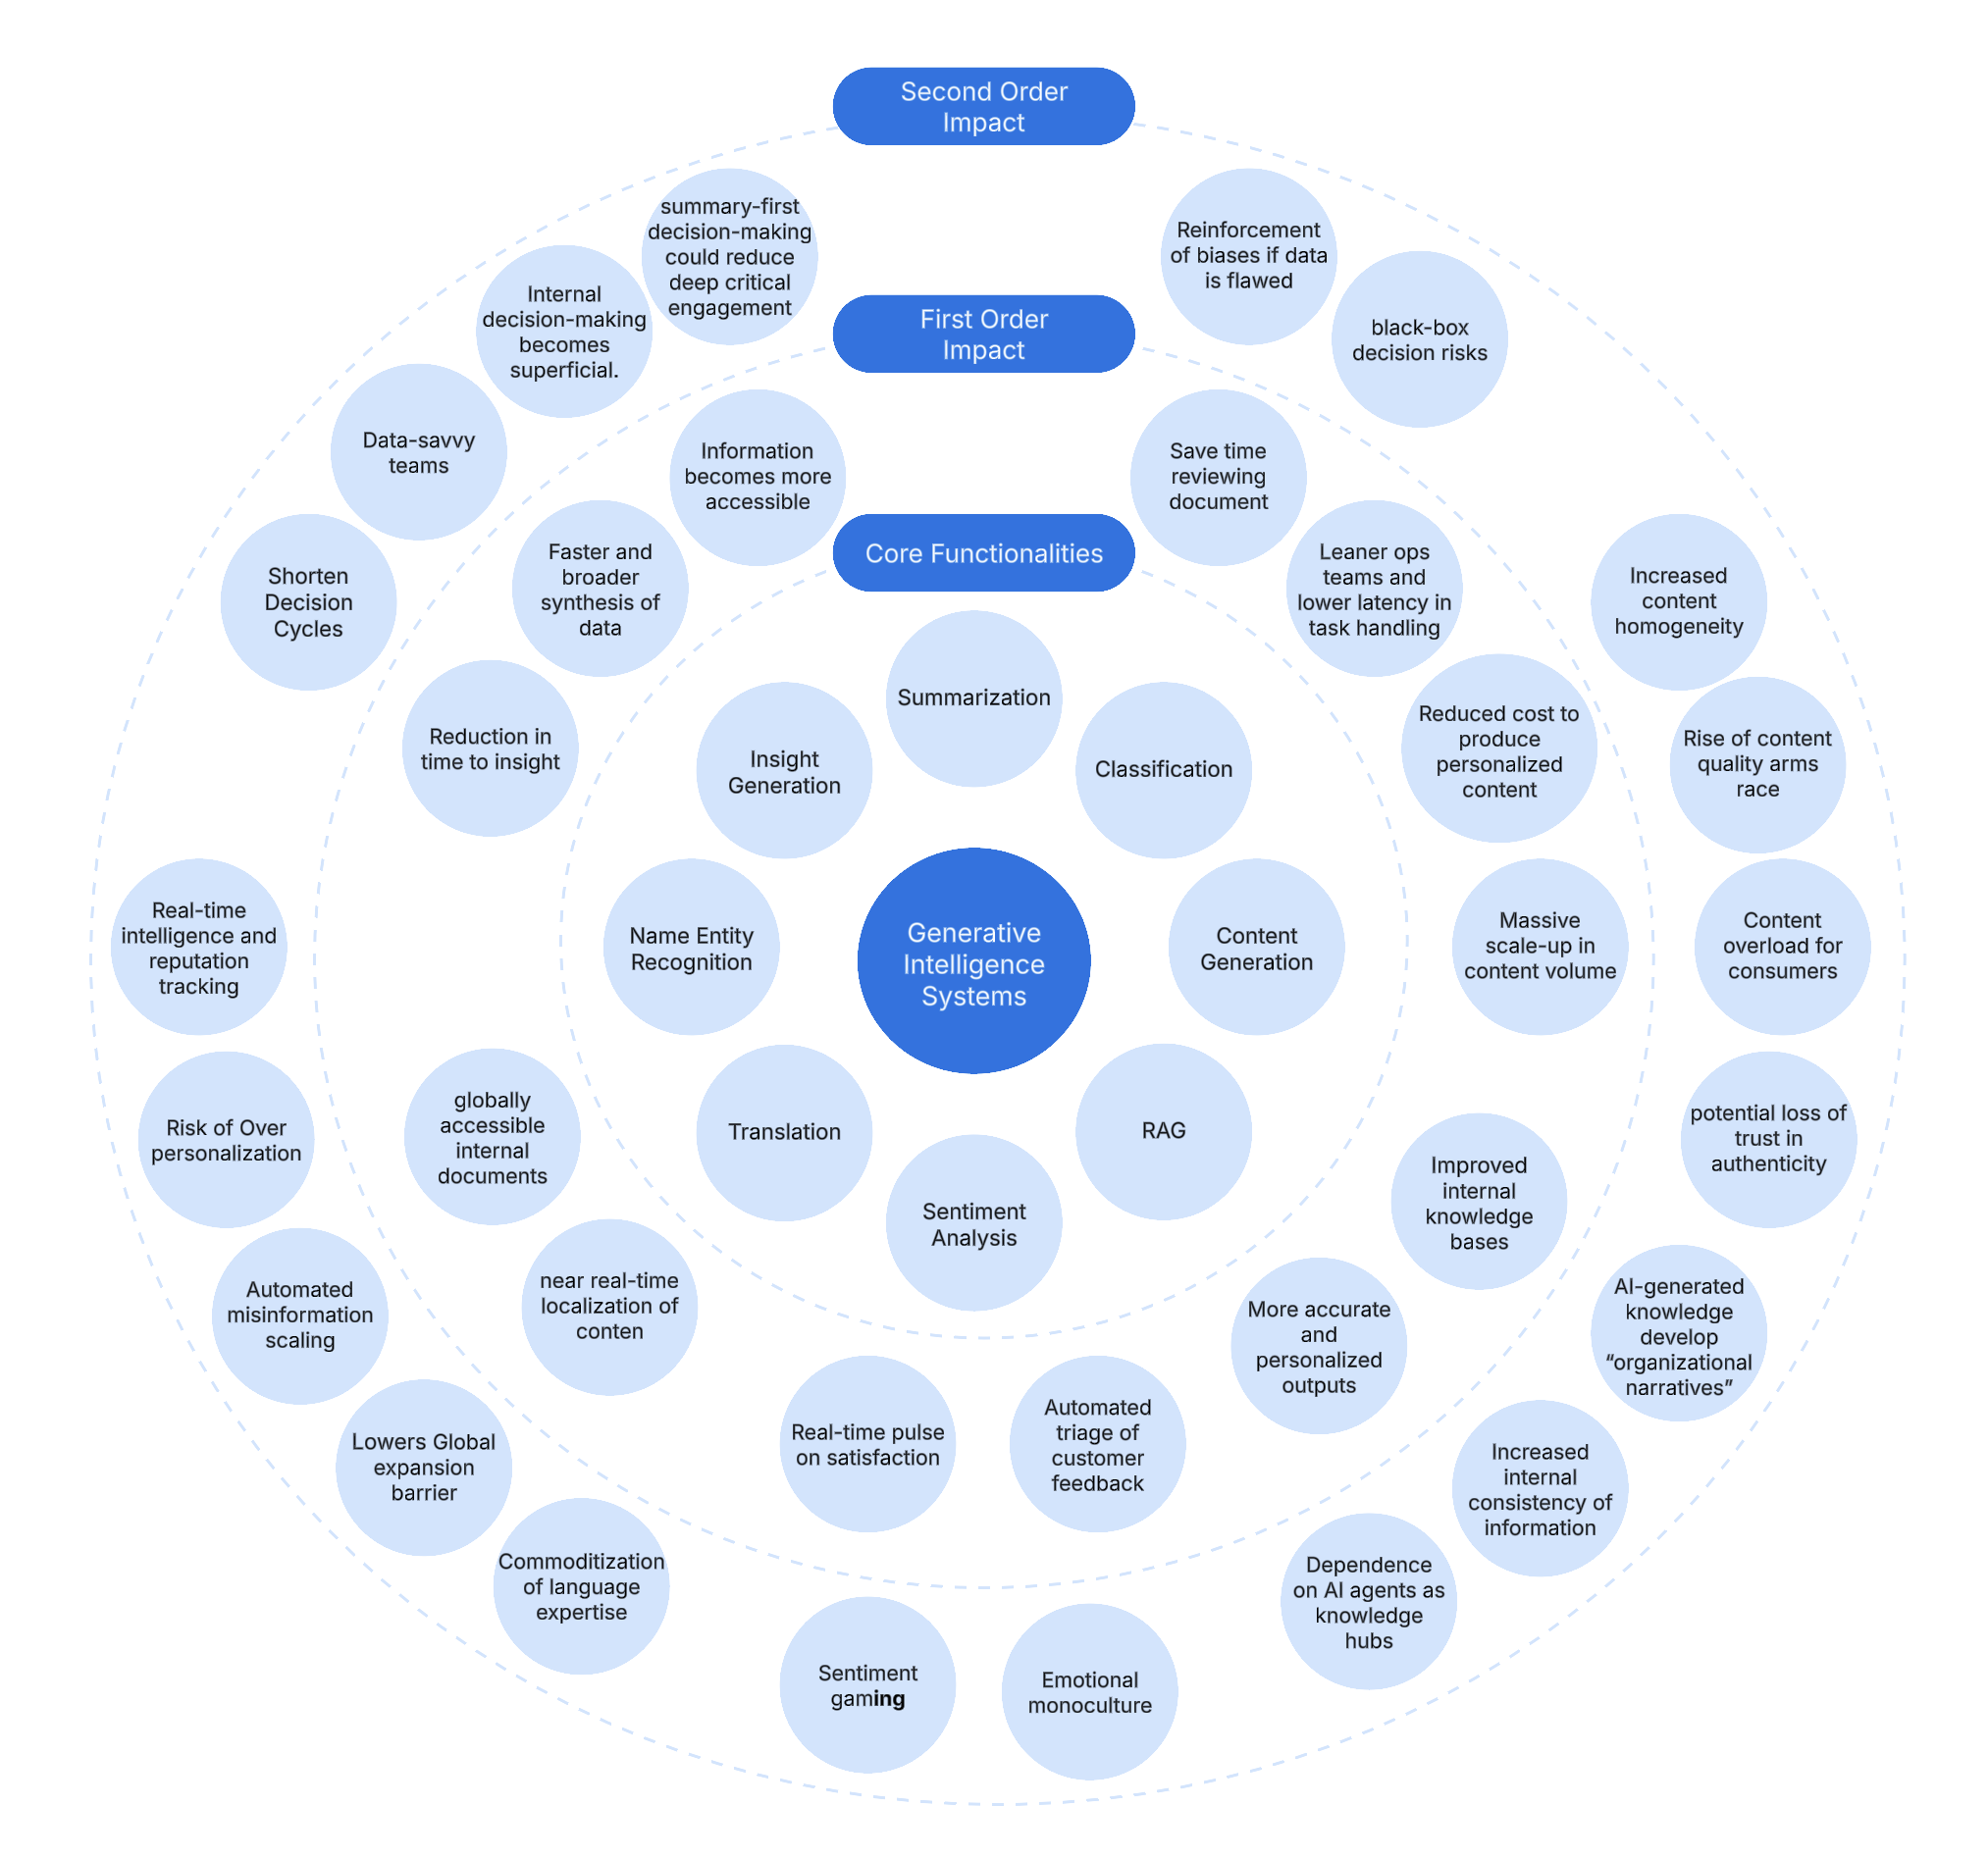 Second Order
Impact
summary-first
decision-making
could reduce
deep critical
engagement
Reinforcement
of biases if data
is flawed
Internal
decision-making
becomes
superficial.
First Order
Impact
black-box
decision risks
Data-savvy
teams
Information
becomes more
accessible
Save time
reviewing
document
Shorten
Decision
Cycles
Faster and
broader
synthesis of
data
Core Functionalities
Leaner ops
teams and
lower latency in
task handling
Increased
content
homogeneity
Reduction in
time to insight
Insight
Generation
Summarization
Classification
Reduced cost to
produce
personalized
content
Rise of content
quality arms
race
Real-time
intelligence and
reputation
tracking
Name Entity
Recognition
Generative
Intelligence
Systems
Content
Generation
Massive
scale-up in
content volume
Content
overload for
consumers
Risk of Over
personalization
globally
accessible
internal
documents
Translation
Sentiment
Analysis
RAG
Improved
internal
knowledge
bases
potential loss of
trust in
authenticity
Automated
misinformation
scaling
near real-time
localization of
conten
More accurate
and
personalized
outputs
AI-generated
knowledge
develop
“organizational
narratives”
Lowers Global
expansion
barrier
Real-time pulse
on satisfaction
Automated
triage of
customer
feedback
Increased
internal
consistency of
information
Commoditization
of language
expertise
Sentiment
gaming
Emotional
monoculture
Dependence
on AI agents as
knowledge
hubs